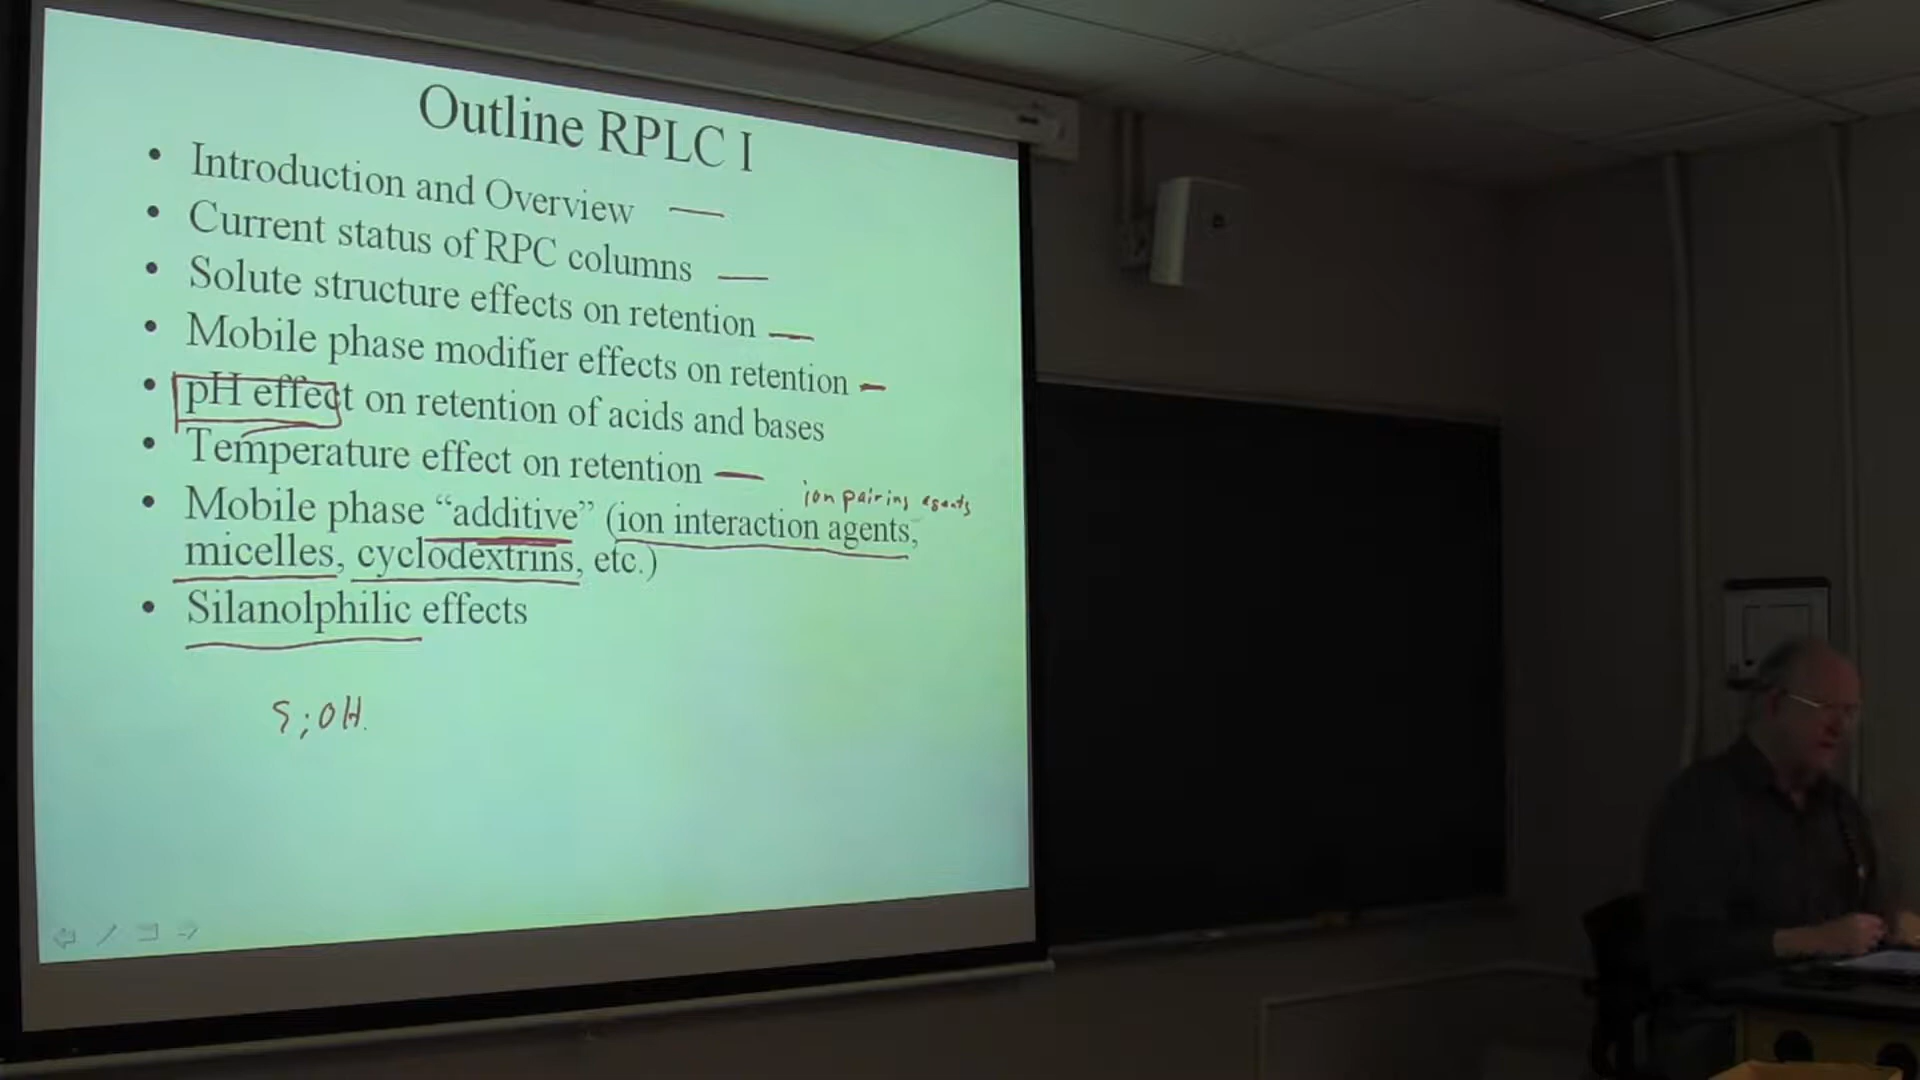 Outline RPLC I
• Introduction and Overview
• Current status of RPC columns
• Solute structure effects on retention
• Mobile phase modifier effects on retention
• pH effect on retention of acids and bases
• Temperature effect on retention
ion pairing agents
• Mobile phase “additive” (ion interaction agents,
micelles, cyclodextrins, etc.)
• Silanolphilic effects
SiOH